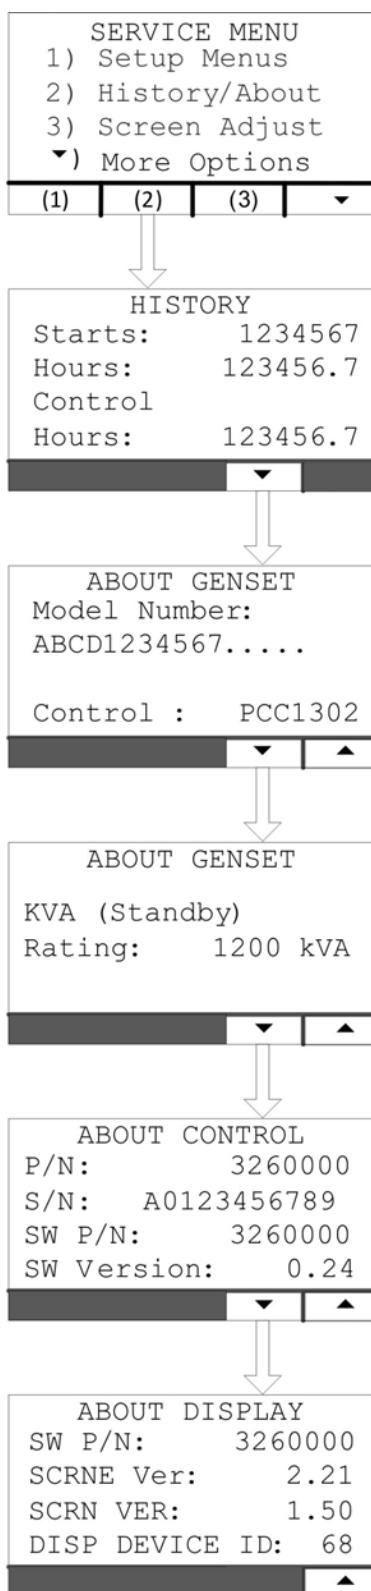 SERVICE MENU
1) Setup Menus
2) History/About
3) Screen Adjust
▼) More Options
(1) (2) (3) ▼
HISTORY
Starts: 1234567
Hours: 123456.7
Control
Hours: 123456.7
▼
ABOUT GENSET
Model Number:
ABCD1234567.....
Control : PCC1302
▼ ▲
ABOUT GENSET
KVA (Standby)
Rating: 1200 kVA
▼ ▲
ABOUT CONTROL
P/N: 3260000
S/N: A0123456789
SW P/N: 3260000
SW Version: 0.24
▼ ▲
ABOUT DISPLAY
SW P/N: 3260000
SCRNE Ver: 2.21
SCRN VER: 1.50
DISP DEVICE ID: 68
▲